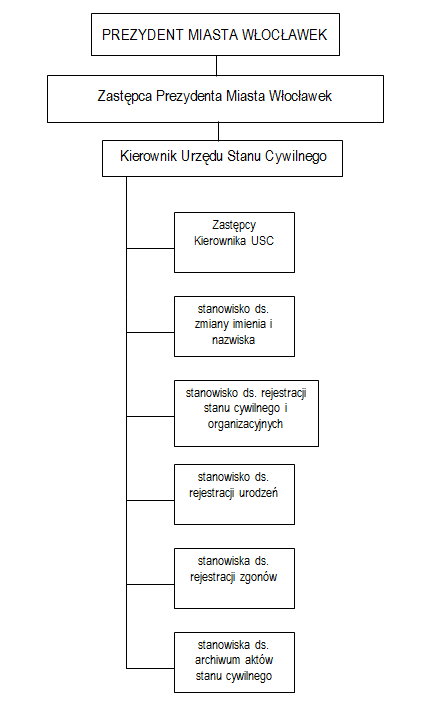 PREZYDENT MIASTA WŁOCŁAWEK
Zastępca Prezydenta Miasta Włocławek
Kierownik Urzędu Stanu Cywilnego
Zastępcy
Kierownika USC
stanowisko ds.
zmiany imienia i
nazwiska
stanowisko ds. rejestracji
stanu cywilnego i
organizacyjnych
stanowisko ds.
rejestracji urodzeń
stanowiska ds.
rejestracji zgonów
stanowiska ds.
archiwum aktów
stanu cywilnego